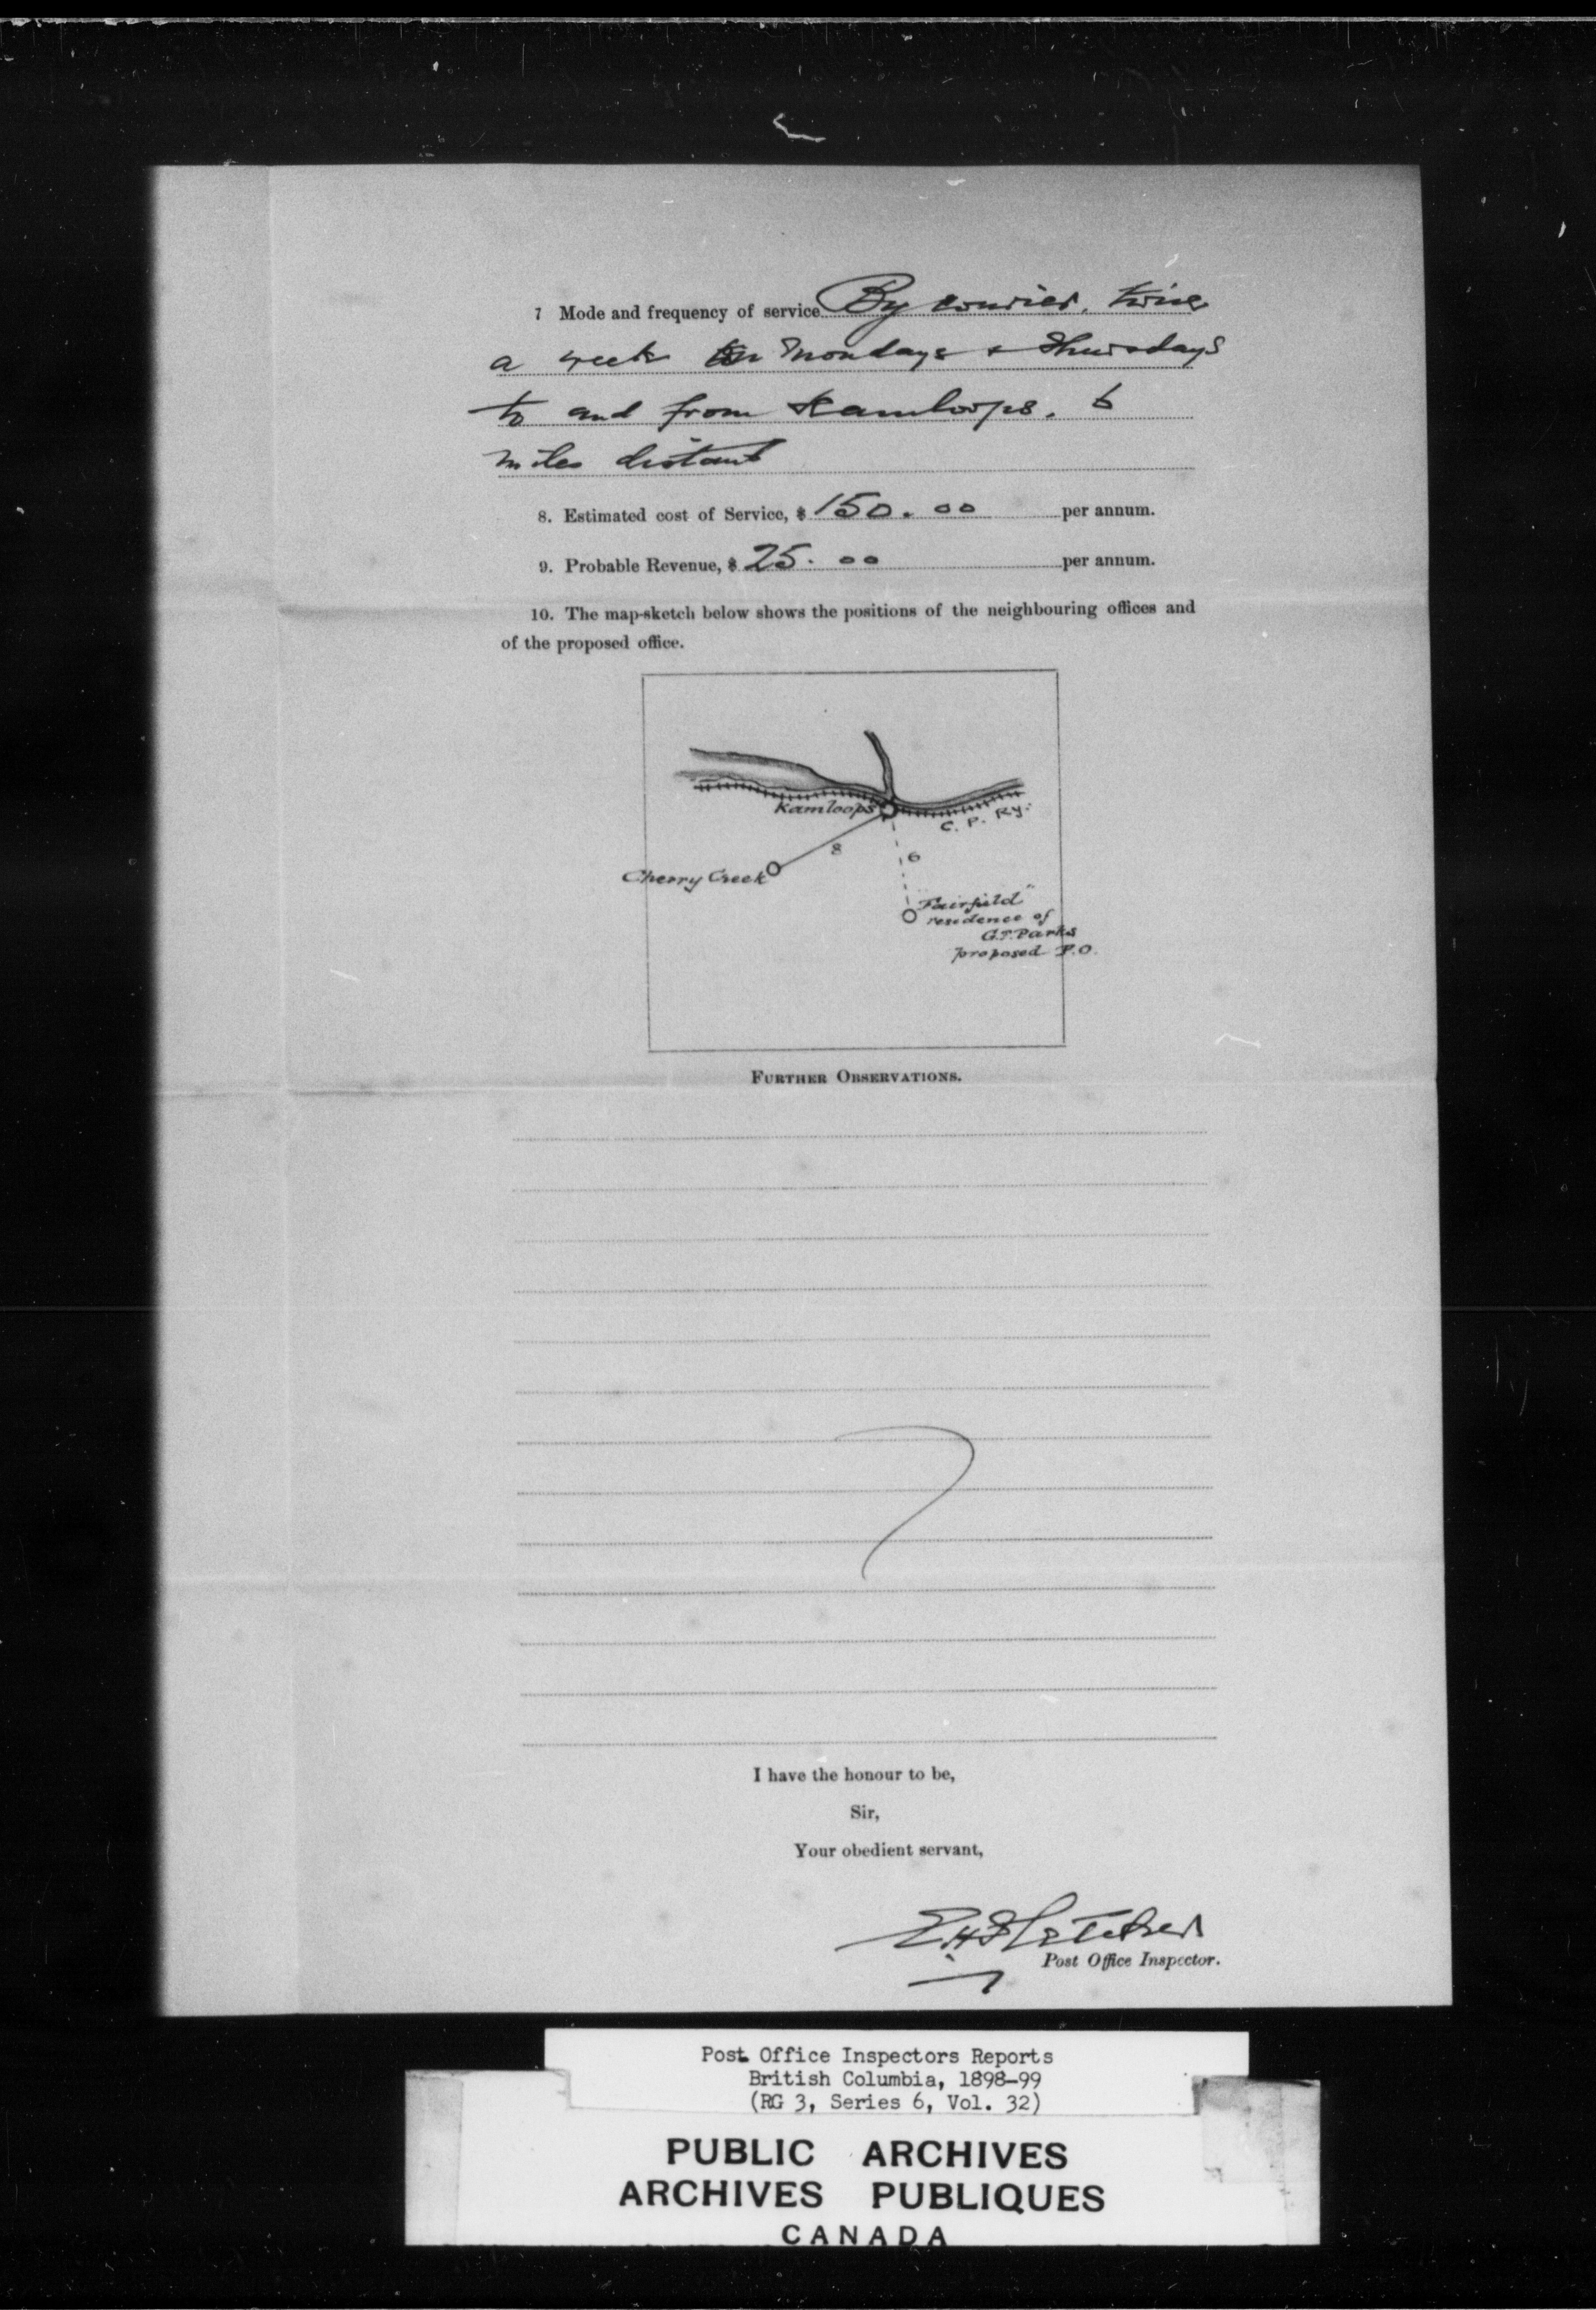 7 Mode and frequency of service By courier, twice
a week on Mondays & Thursdays
to and from Kamloops. 6
miles distant
8. Estimated cost of Service, $ 150.00 per annum.
9. Probable Revenue, $ 25.00 per annum.
10. The map-sketch below shows the positions of the neighbouring offices and
of the proposed office.
Kamloops
C. P. Ry.
8
6
Cherry Creek
"Fairfield"
residence of
G.P. Parks
proposed P.O.
FURTHER OBSERVATIONS.
I have the honour to be,
Sir,
Your obedient servant,
E.H. Fletcher
Post Office Inspector.
Post Office Inspectors Reports
British Columbia, 1898-99
(RG 3, Series 6, Vol. 32)
PUBLIC ARCHIVES
ARCHIVES PUBLIQUES
CANADA